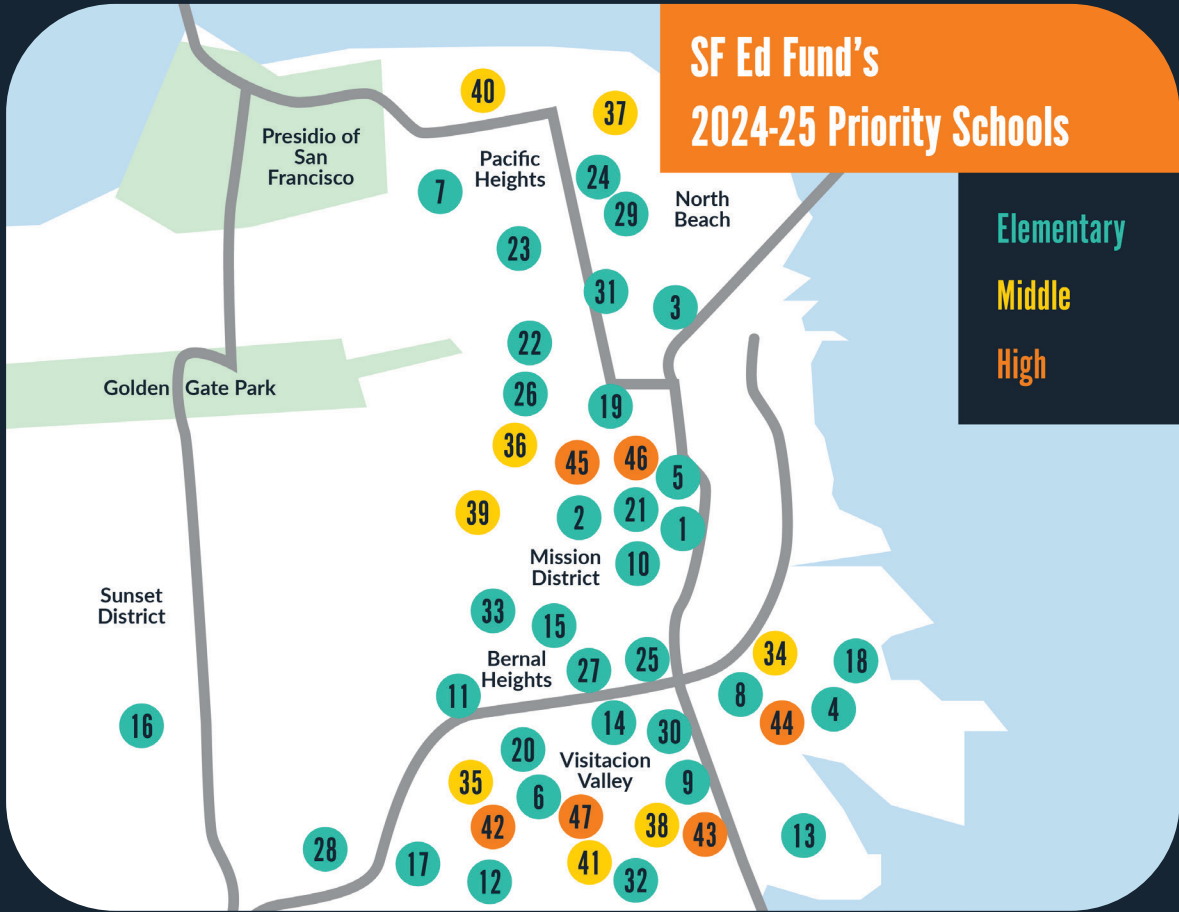 SF Ed Fund's
2024-25 Priority Schools
Elementary
Middle
High
40
37
Presidio of
San
Francisco
Pacific
Heights
7
24
29
North
Beach
23
31
3
22
Golden Gate Park
26
19
36
45
46
5
39
2
21
1
Mission
District
10
Sunset
District
33
15
Bernal
Heights
27
25
34
18
11
8
4
44
16
14
30
20
Visitacion
Valley
35
6
9
42
47
38
43
13
28
17
41
12
32